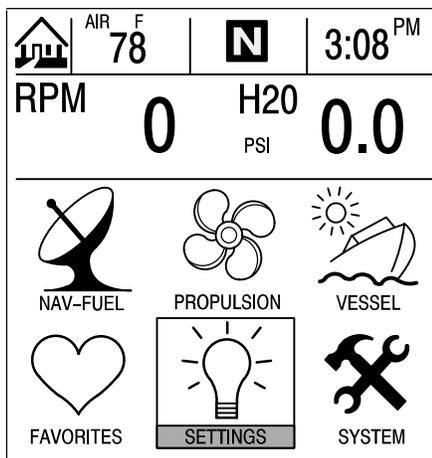 AIR F
78 N 3:08 PM
RPM 0 H20 PSI 0.0
NAV-FUEL PROPULSION VESSEL
FAVORITES SETTINGS SYSTEM